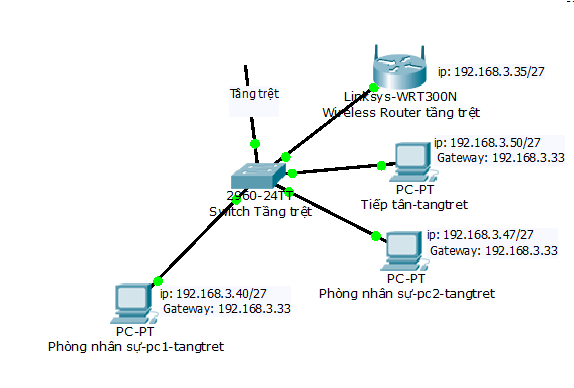 Tầng trệt
ip: 192.168.3.35/27
Linksys-WRT300N
Wireless Router tầng trệt
ip: 192.168.3.50/27
Gateway: 192.168.3.33
PC-PT
Tiếp tân-tangtret
2960-24TT
Switch Tầng trệt
ip: 192.168.3.47/27
Gateway: 192.168.3.33
PC-PT
Phòng nhân sự-pc2-tangtret
ip: 192.168.3.40/27
Gateway: 192.168.3.33
PC-PT
Phòng nhân sự-pc1-tangtret